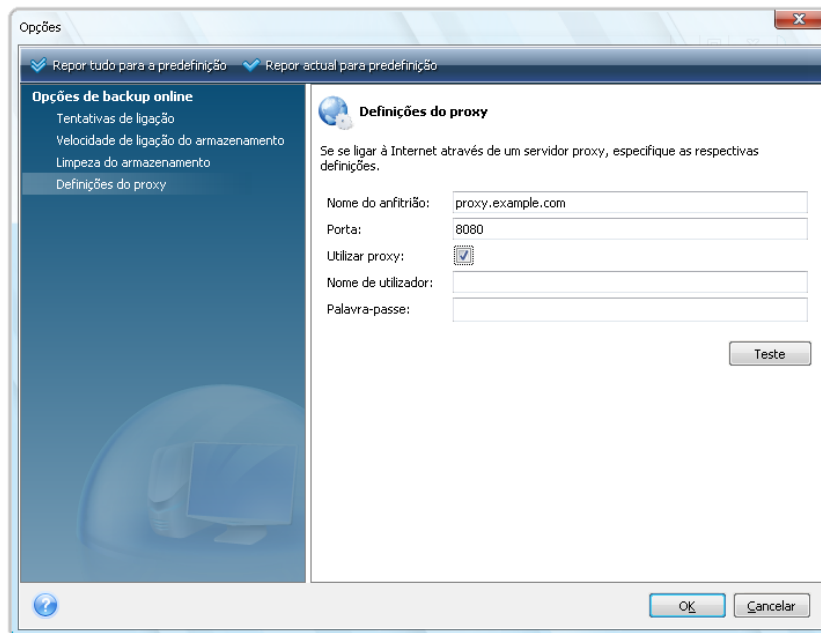 Opções
Repor tudo para a predefinição
Repor actual para predefinição
Opções de backup online
Tentativas de ligação
Velocidade de ligação do armazenamento
Limpeza do armazenamento
Definições do proxy
Definições do proxy
Se se ligar à Internet através de um servidor proxy, especifique as respectivas
definições.
Nome do anfitrião: proxy.example.com
Porta: 8080
Utilizar proxy:
Nome de utilizador:
Palavra-passe:
Teste
OK
Cancelar